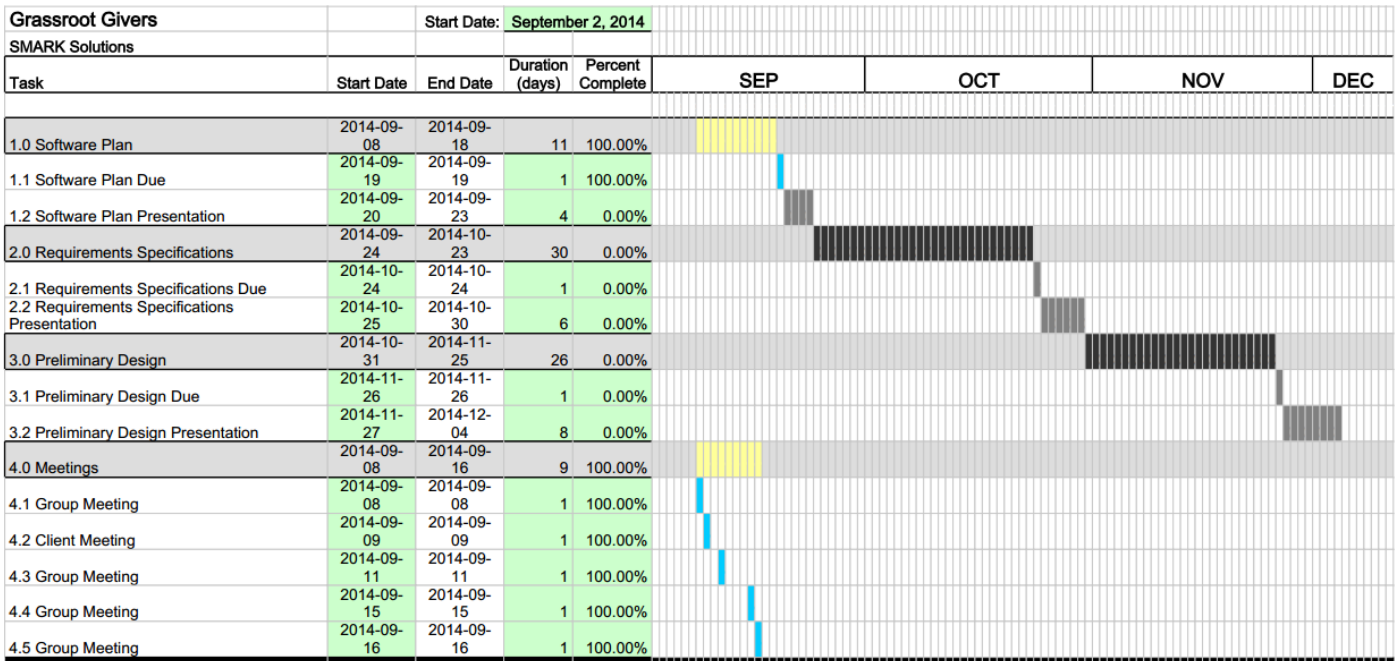 Grassroot Givers Start Date: September 2, 2014
SMARK Solutions
Task Start Date End Date Duration (days) Percent Complete SEP OCT NOV DEC
1.0 Software Plan 2014-09-08 2014-09-18 11 100.00%
1.1 Software Plan Due 2014-09-19 2014-09-19 1 100.00%
1.2 Software Plan Presentation 2014-09-20 2014-09-23 4 0.00%
2.0 Requirements Specifications 2014-09-24 2014-10-23 30 0.00%
2.1 Requirements Specifications Due 2014-10-24 2014-10-24 1 0.00%
2.2 Requirements Specifications Presentation 2014-10-25 2014-10-30 6 0.00%
3.0 Preliminary Design 2014-10-31 2014-11-25 26 0.00%
3.1 Preliminary Design Due 2014-11-26 2014-11-26 1 0.00%
3.2 Preliminary Design Presentation 2014-11-27 2014-12-04 8 0.00%
4.0 Meetings 2014-09-08 2014-09-16 9 100.00%
4.1 Group Meeting 2014-09-08 2014-09-08 1 100.00%
4.2 Client Meeting 2014-09-09 2014-09-09 1 100.00%
4.3 Group Meeting 2014-09-11 2014-09-11 1 100.00%
4.4 Group Meeting 2014-09-15 2014-09-15 1 100.00%
4.5 Group Meeting 2014-09-16 2014-09-16 1 100.00%